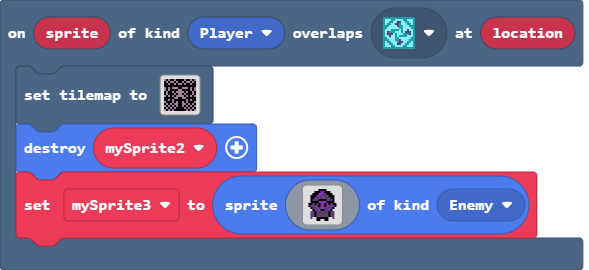 on sprite of kind Player overlaps at location
set tilemap to
destroy mySprite2
set mySprite3 to sprite of kind Enemy